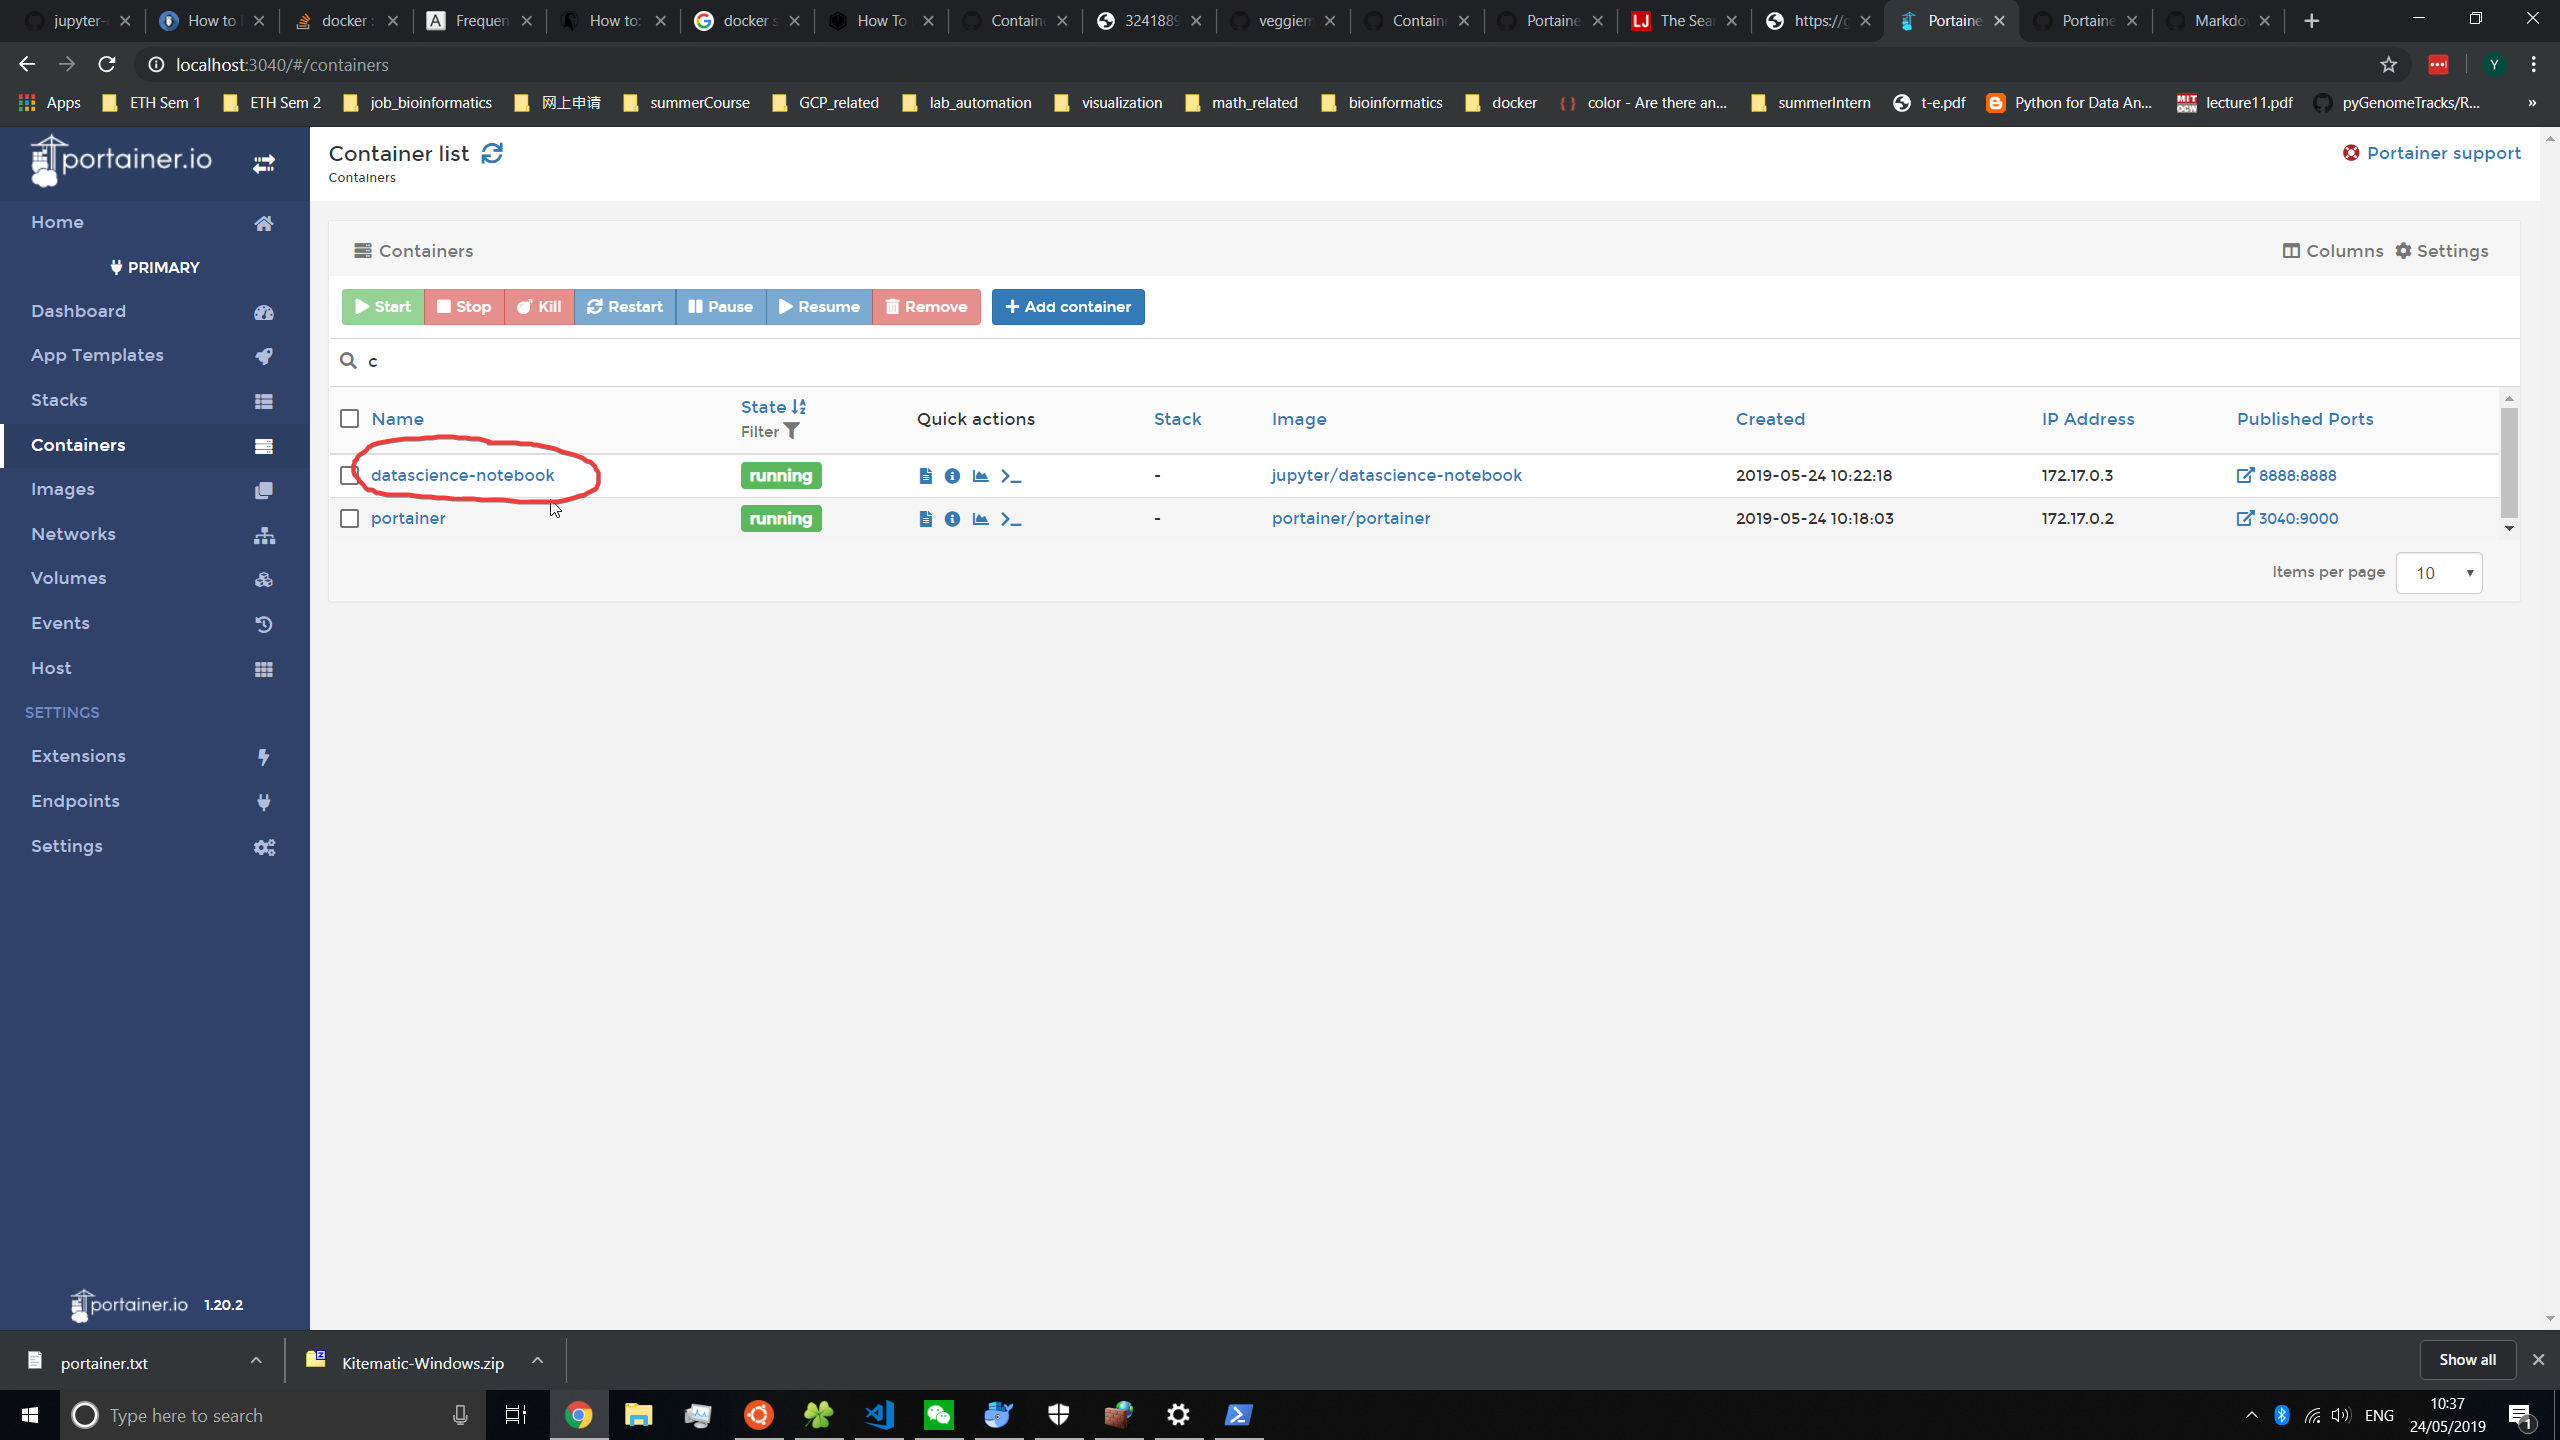 jupyter-
How to
docker :
Frequen
How to:
docker s
How To
Contain
3241889
veggiem
Contain
Portaine
The Sea
https://g
Portaine
Portaine
Markdo
localhost:3040/#/containers
Apps ETH Sem 1 ETH Sem 2 job_bioinformatics 网上申请 summerCourse GCP_related lab_automation visualization math_related bioinformatics docker color - Are there an... summerIntern t-e.pdf Python for Data An... lecture11.pdf pyGenomeTracks/R... »
portainer.io
Home
PRIMARY
Dashboard
App Templates
Stacks
Containers
Images
Networks
Volumes
Events
Host
SETTINGS
Extensions
Endpoints
Settings
portainer.io 1.20.2
Container list
Containers
Portainer support
Containers
Columns Settings
Start Stop Kill Restart Pause Resume Remove + Add container
c
Name State Filter Quick actions Stack Image Created IP Address Published Ports
datascience-notebook running - jupyter/datascience-notebook 2019-05-24 10:22:18 172.17.0.3 8888:8888
portainer running - portainer/portainer 2019-05-24 10:18:03 172.17.0.2 3040:9000
Items per page 10
portainer.txt
Kitematic-Windows.zip
Show all
Type here to search
ENG
10:37
24/05/2019
1